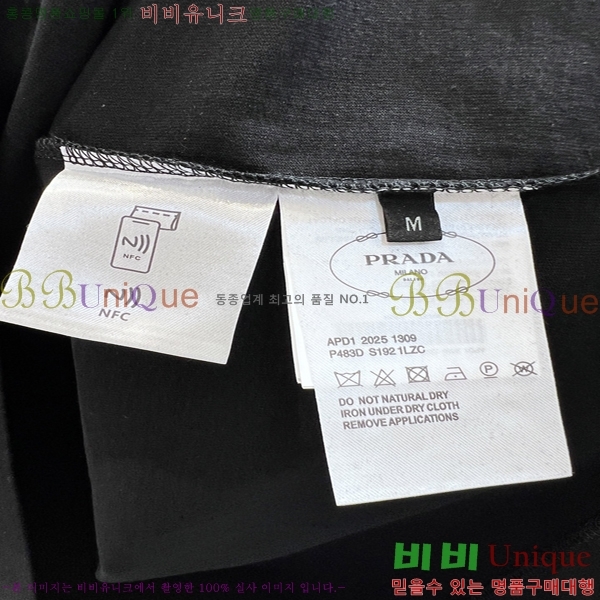 비비유니크
M
PRADA
MILANO
NFC
BBUniQue
NFC
동종업계 최고의 품질 NO.1
BBUniQue
APD1 2025 1309
P483D S192.1LZC
DO NOT NATURAL DRY
IRON UNDER DRY CLOTH
REMOVE APPLICATIONS
비비 Unique
믿을수 있는 명품구매대행
이미지는 비비유니크에서 촬영한 100% 실사 이미지 입니다.-